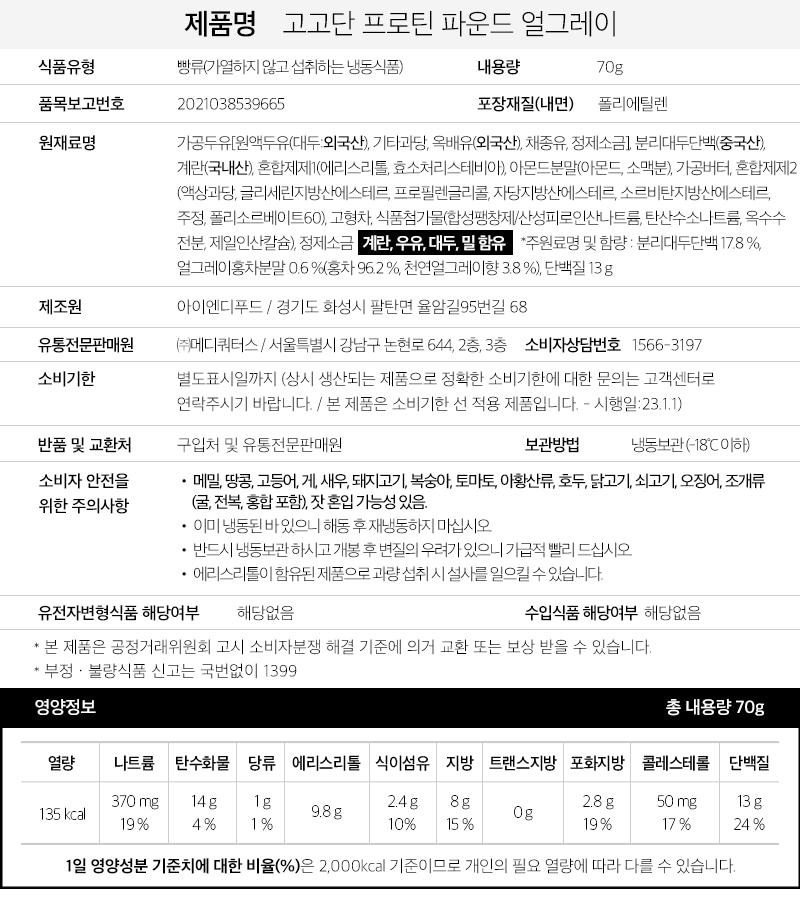 제품명 고고단 프로틴 파운드 얼그레이
식품유형 빵류(가열하지 않고 섭취하는 냉동식품) 내용량 70g
품목보고번호 2021038539665 포장재질(내면) 폴리에틸렌
원재료명 가공두유[원액두유(대두:외국산), 기타과당, 옥배유(외국산), 채종유, 정제소금], 분리대두단백(중국산),
계란(국내산), 혼합제제1(에리스리톨, 효소처리스테비아), 아몬드분말(아몬드, 소맥분), 가공버터, 혼합제제2
(액상과당, 글리세린지방산에스테르, 프로필렌글리콜, 자당지방산에스테르, 소르비탄지방산에스테르,
주정, 폴리소르베이트60), 고형차, 식품첨가물(합성팽창제/산성피로인산나트륨, 탄산수소나트륨, 옥수수
전분, 제일인산칼슘), 정제소금 계란, 우유, 대두, 밀 함유 *주원료명 및 함량 : 분리대두단백 17.8 %,
얼그레이홍차분말 0.6 %(홍차 96.2 %, 천연얼그레이향 3.8 %), 단백질 13 g
제조원 아이엔디푸드 / 경기도 화성시 팔탄면 율암길95번길 68
유통전문판매원 ㈜메디쿼터스 / 서울특별시 강남구 논현로 644, 2층, 3층 소비자상담번호 1566-3197
소비기한 별도표시일까지 (상시 생산되는 제품으로 정확한 소비기한에 대한 문의는 고객센터로
연락주시기 바랍니다. / 본 제품은 소비기한 선 적용 제품입니다. - 시행일:23.1.1)
반품 및 교환처 구입처 및 유통전문판매원 보관방법 냉동보관 (-18℃ 이하)
소비자 안전을 • 메밀, 땅콩, 고등어, 게, 새우, 돼지고기, 복숭아, 토마토, 아황산류, 호두, 닭고기, 쇠고기, 오징어, 조개류
위한 주의사항 (굴, 전복, 홍합 포함), 잣 혼입 가능성 있음.
• 이미 냉동된 바 있으니 해동 후 재냉동하지 마십시오.
• 반드시 냉동보관 하시고 개봉 후 변질의 우려가 있으니 가급적 빨리 드십시오.
• 에리스리톨이 함유된 제품으로 과량 섭취 시 설사를 일으킬 수 있습니다.
유전자변형식품 해당여부 해당없음 수입식품 해당여부 해당없음
* 본 제품은 공정거래위원회 고시 소비자분쟁 해결 기준에 의거 교환 또는 보상 받을 수 있습니다.
* 부정 · 불량식품 신고는 국번없이 1399
영양정보 총 내용량 70g
열량 나트륨 탄수화물 당류 에리스리톨 식이섬유 지방 트랜스지방 포화지방 콜레스테롤 단백질
135 kcal 370 mg 14 g 1 g 9.8 g 2.4 g 8 g 0 g 2.8 g 50 mg 13 g
19 % 4 % 1 % 10% 15 % 19 % 17 % 24 %
1일 영양성분 기준치에 대한 비율(%)은 2,000kcal 기준이므로 개인의 필요 열량에 따라 다를 수 있습니다.